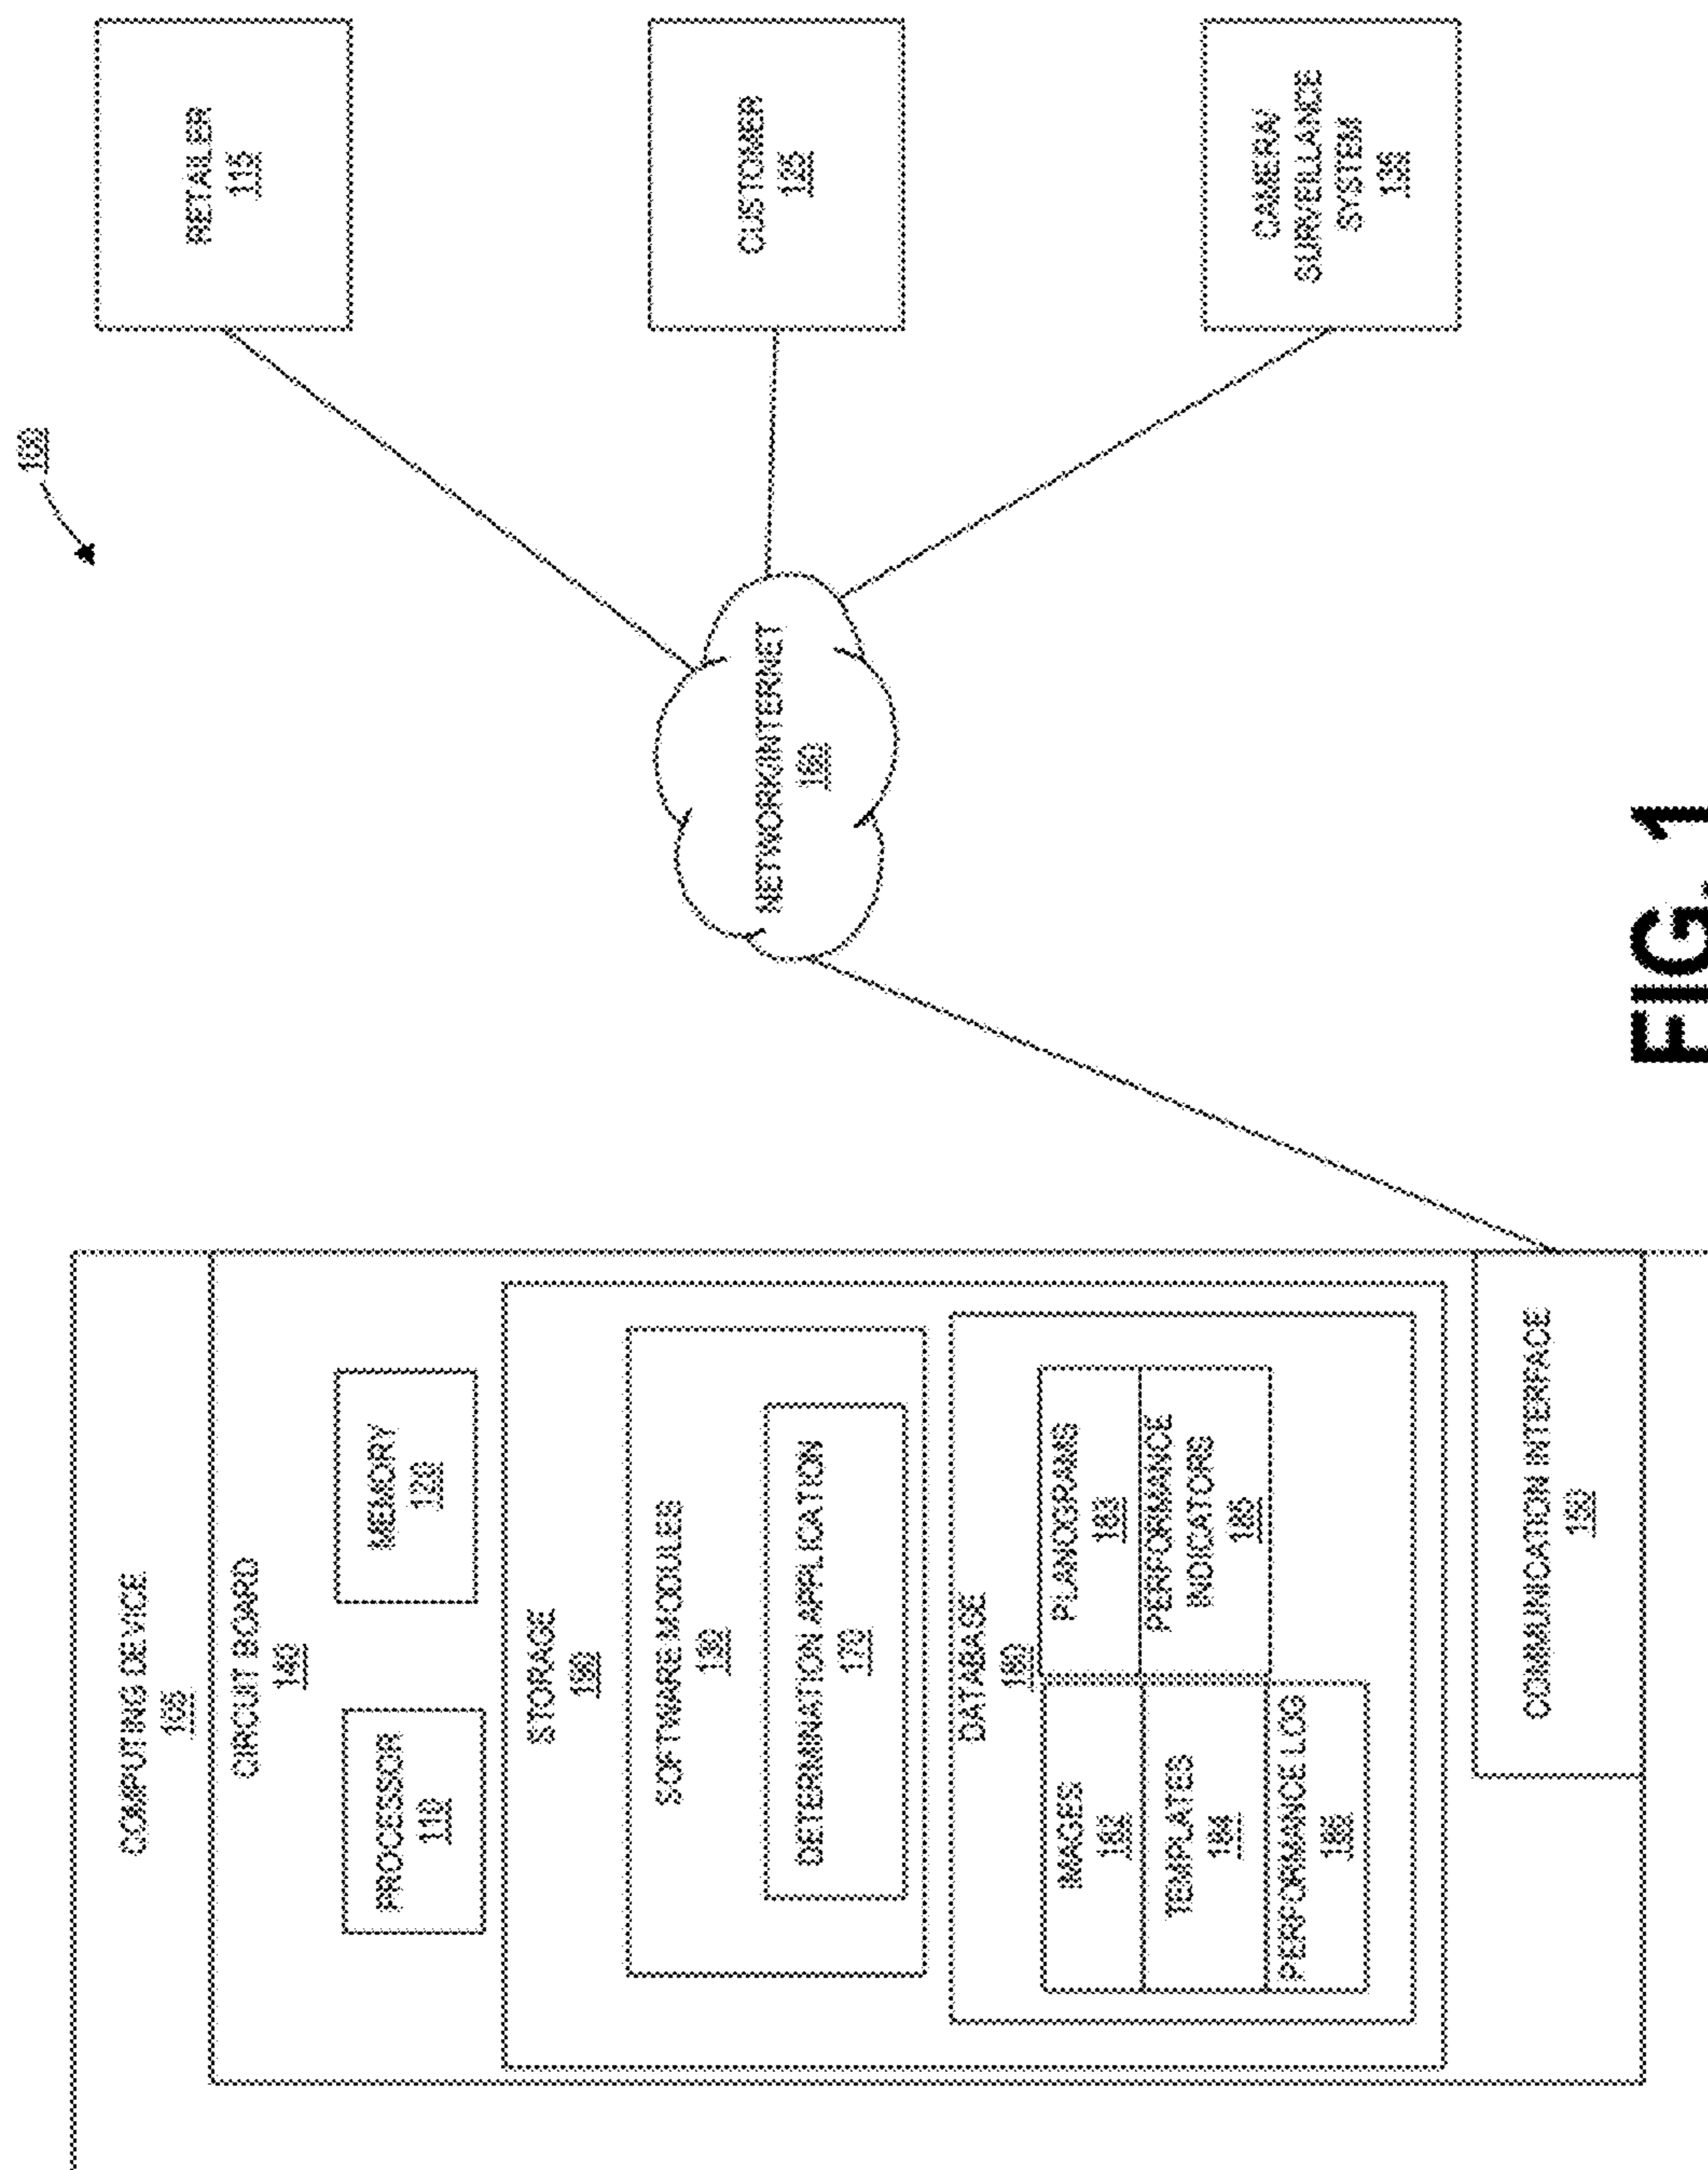 100
COMPUTING DEVICE
105
CIRCUIT BOARD
140
PROCESSOR
110
MEMORY
120
STORAGE
190
SOFTWARE MODULES
130
DETERMINATION APPLICATION
170
DATABASE
180
IMAGES
182
PLANOGRAMS
183
TEMPLATES
184
PERFORMANCE
INDICATORS
185
PERFORMANCE LOG
186
COMMUNICATION INTERFACE
150
NETWORK/INTERNET
160
RETAILER
115
CUSTOMER
125
CAMERA/
SURVEILLANCE
SYSTEM
135
FIG. 1